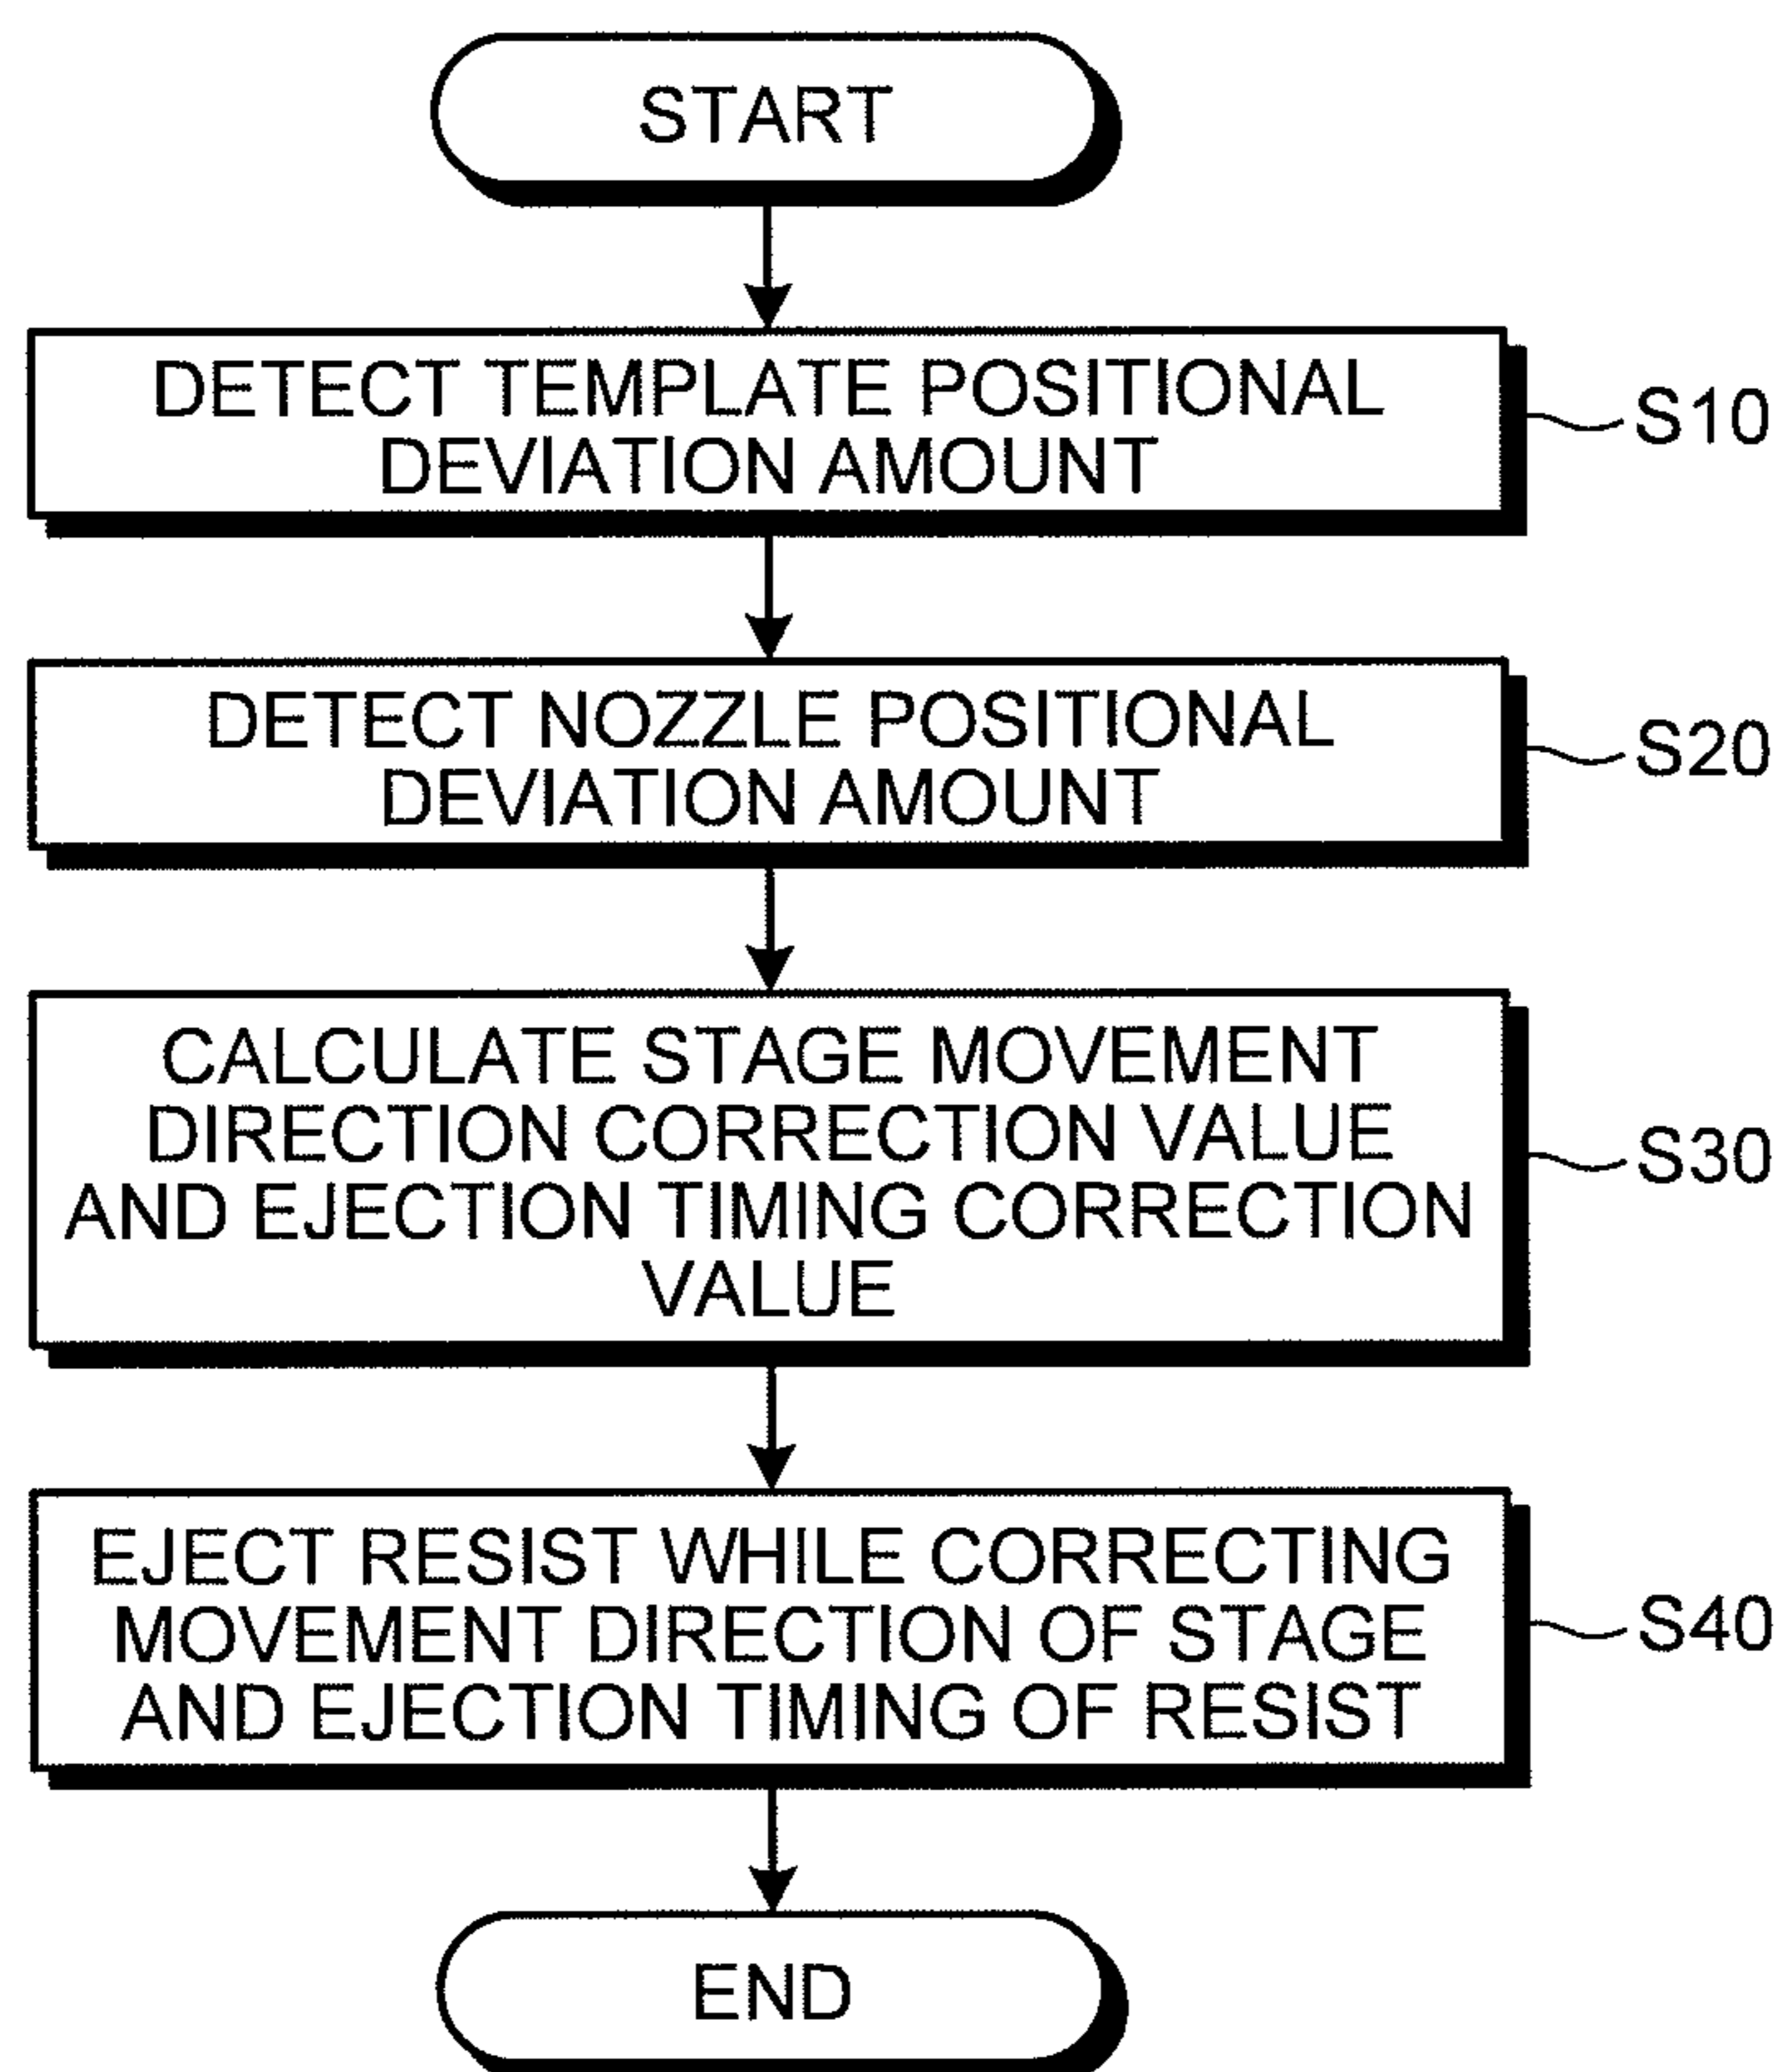 START
DETECT TEMPLATE POSITIONAL
DEVIATION AMOUNT
S10
DETECT NOZZLE POSITIONAL
DEVIATION AMOUNT
S20
CALCULATE STAGE MOVEMENT
DIRECTION CORRECTION VALUE
AND EJECTION TIMING CORRECTION
VALUE
S30
EJECT RESIST WHILE CORRECTING
MOVEMENT DIRECTION OF STAGE
AND EJECTION TIMING OF RESIST
S40
END